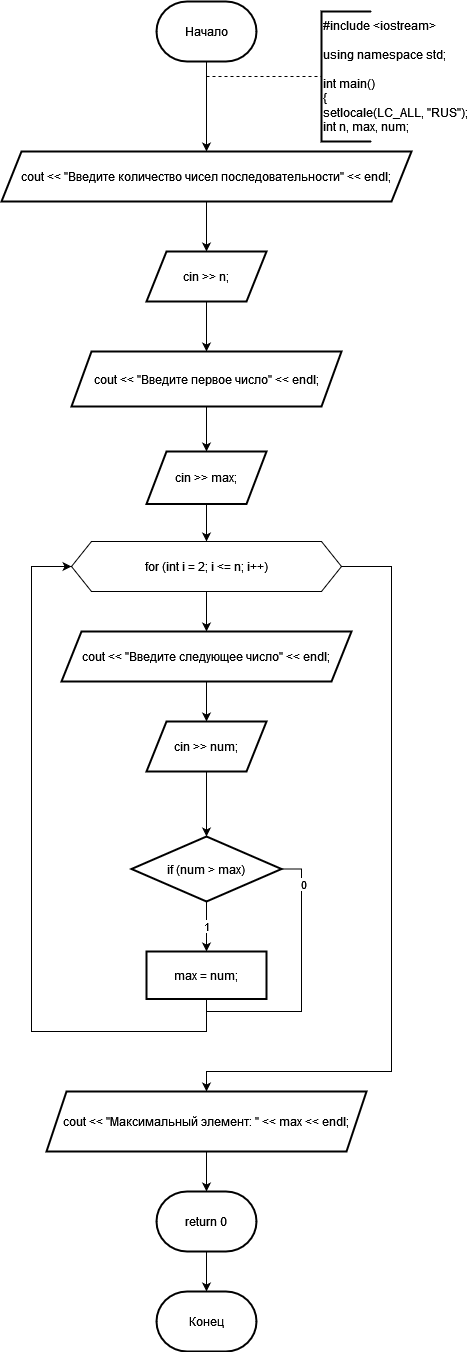 Начало
#include <iostream>
using namespace std;
int main()
{
setlocale(LC_ALL, "RUS");
int n, max, num;
cout << "Введите количество чисел последовательности" << endl;
cin >> n;
cout << "Введите первое число" << endl;
cin >> max;
for (int i = 2; i <= n; i++)
cout << "Введите следующее число" << endl;
cin >> num;
if (num > max)
0
1
max = num;
cout << "Максимальный элемент: " << max << endl;
return 0
Конец